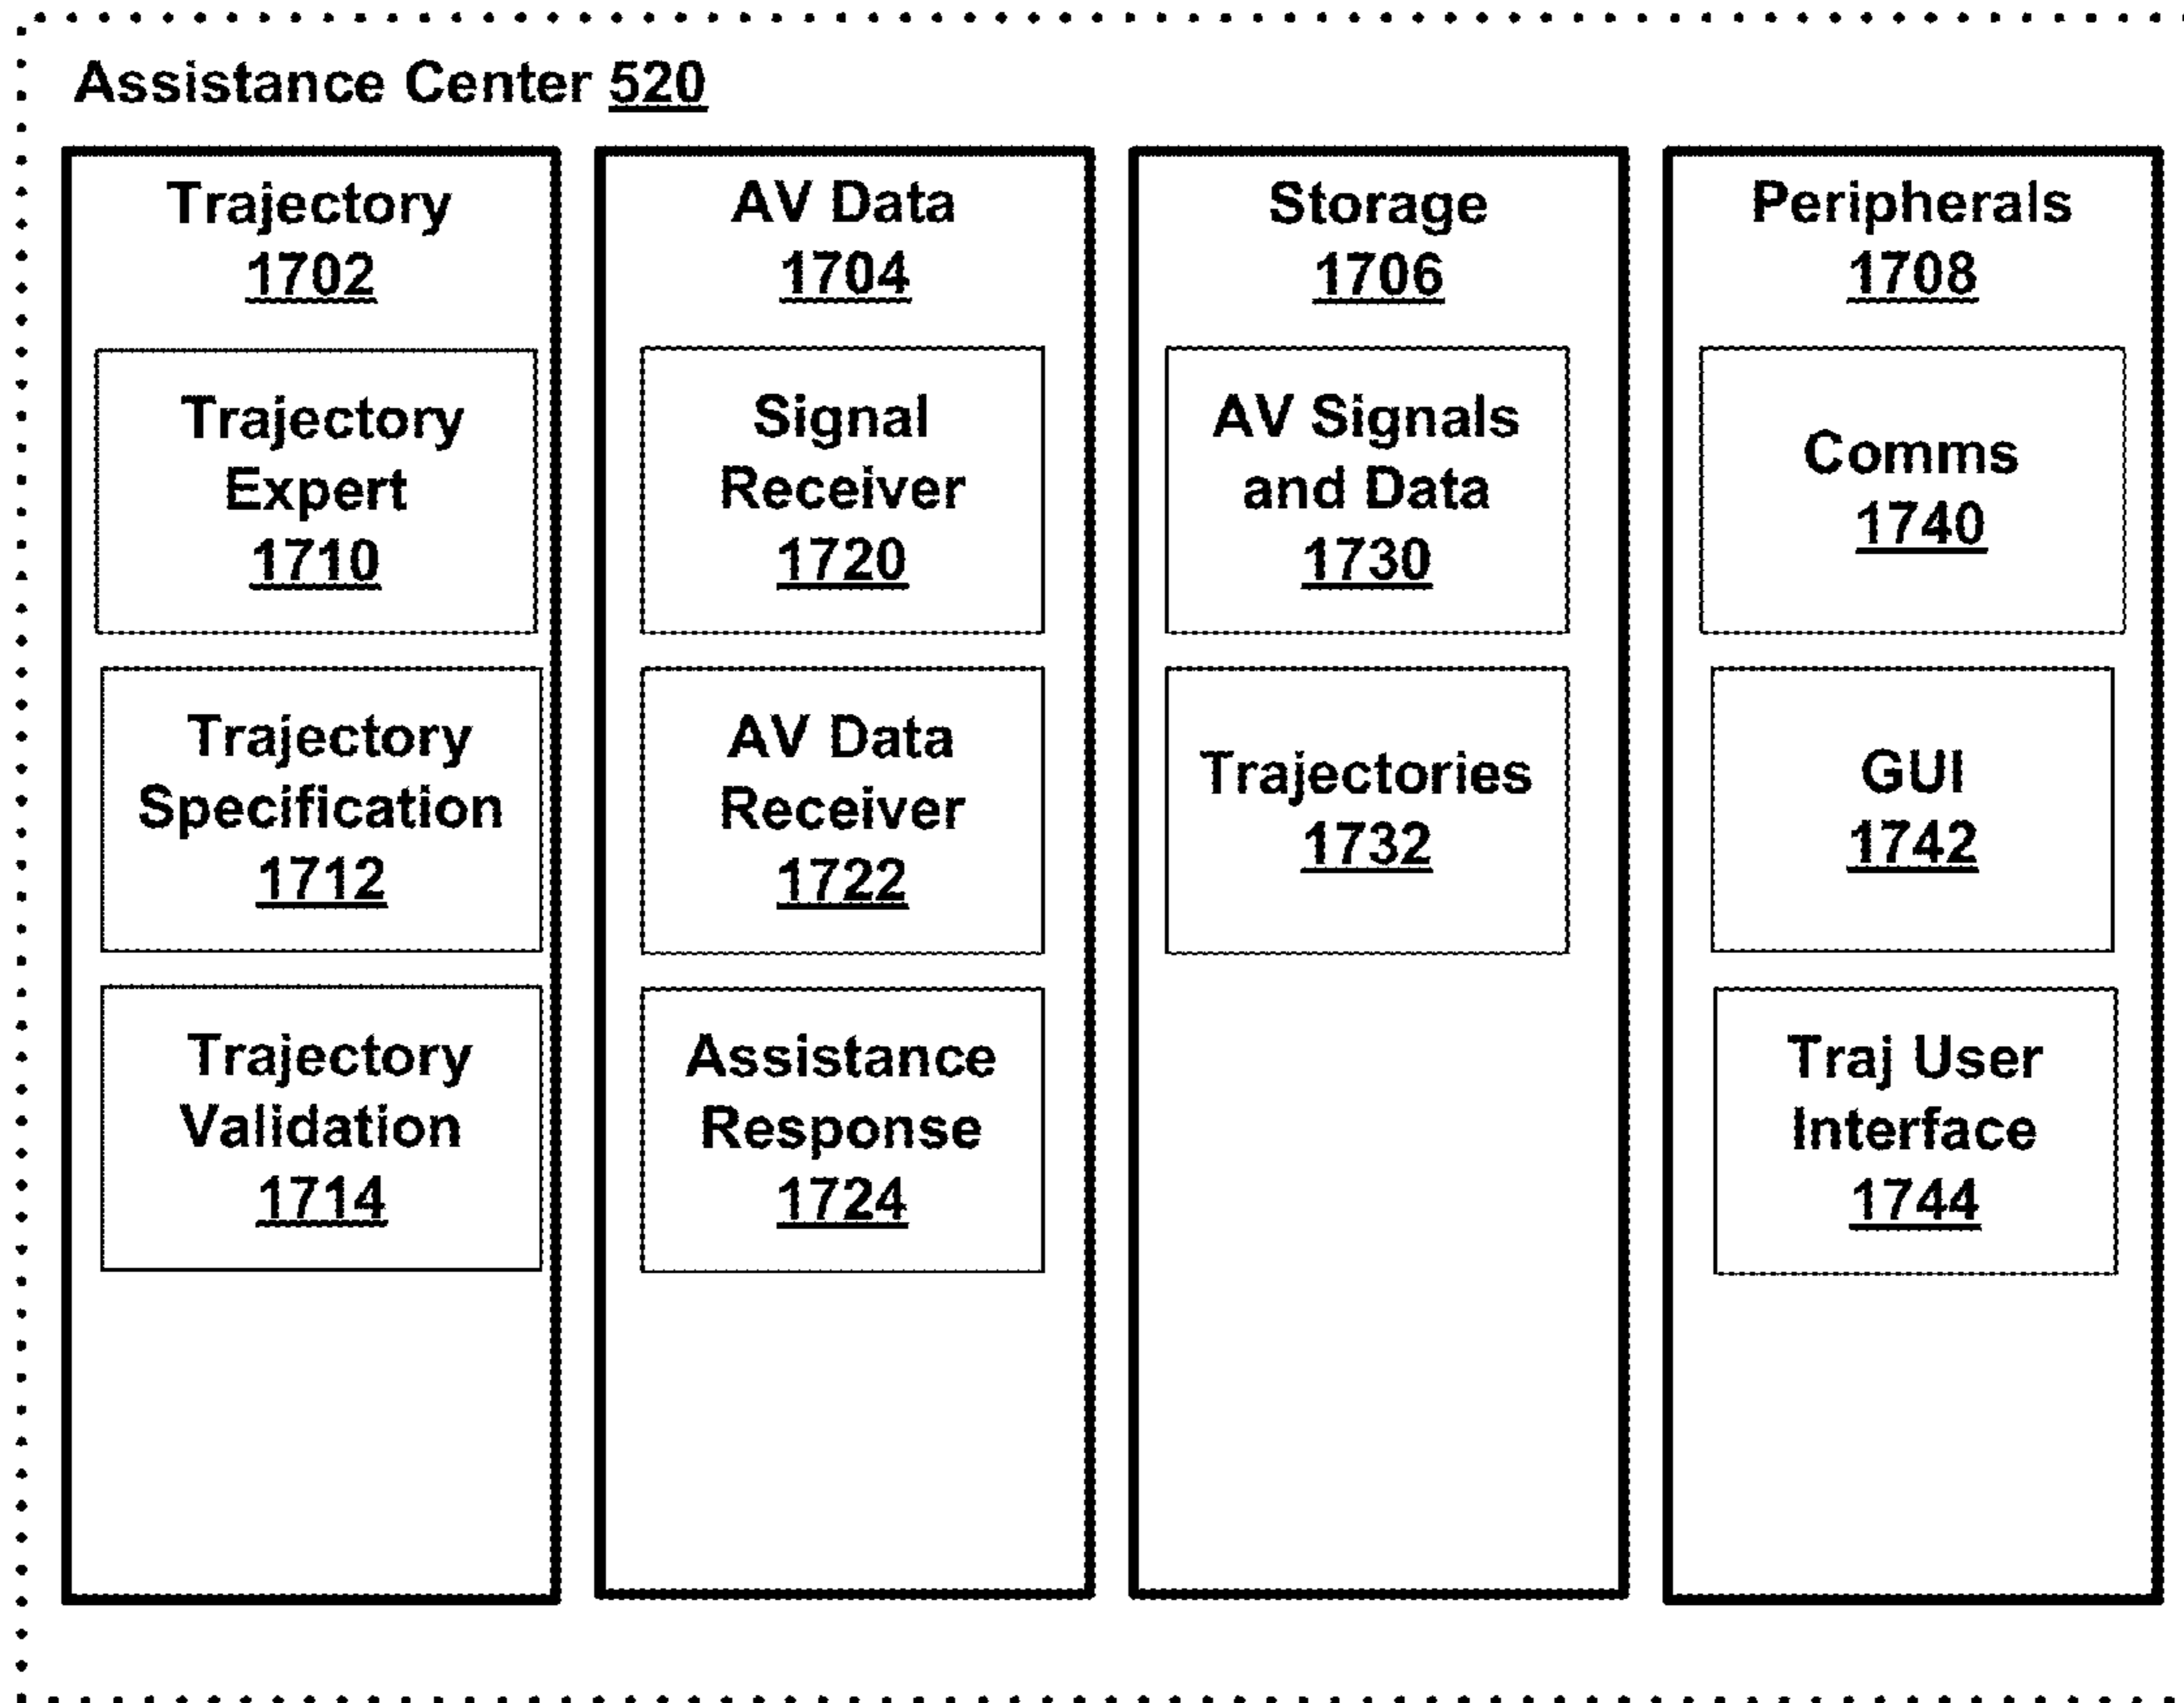 Assistance Center 520
Trajectory
1702
Trajectory
Expert
1710
Trajectory
Specification
1712
Trajectory
Validation
1714
AV Data
1704
Signal
Receiver
1720
AV Data
Receiver
1722
Assistance
Response
1724
Storage
1706
AV Signals
and Data
1730
Trajectories
1732
Peripherals
1708
Comms
1740
GUI
1742
Traj User
Interface
1744